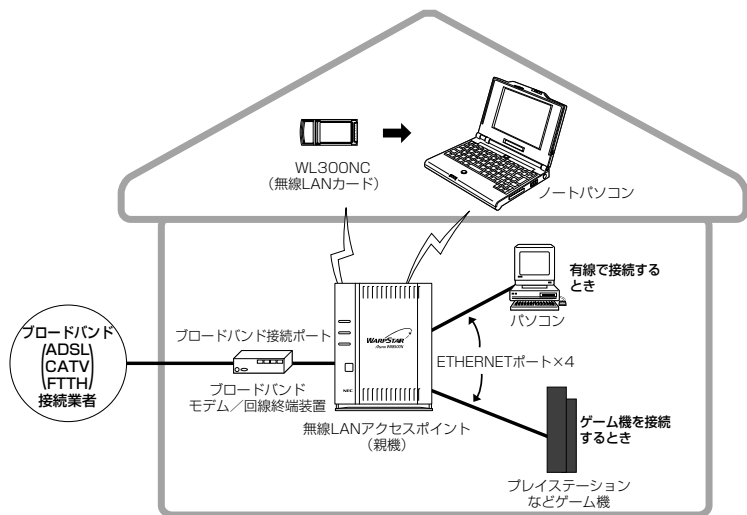 WL300NC
(無線LANカード)
ノートパソコン
有線で接続する
とき
パソコン
ブロードバンド
(ADSL
CATV
FTTH)
接続業者
ブロードバンド接続ポート
ブロードバンド
モデム/回線終端装置
WARPSTAR
NEC
ETHERNETポート×4
無線LANアクセスポイント
(親機)
ゲーム機を接続
するとき
プレイステーション
などゲーム機